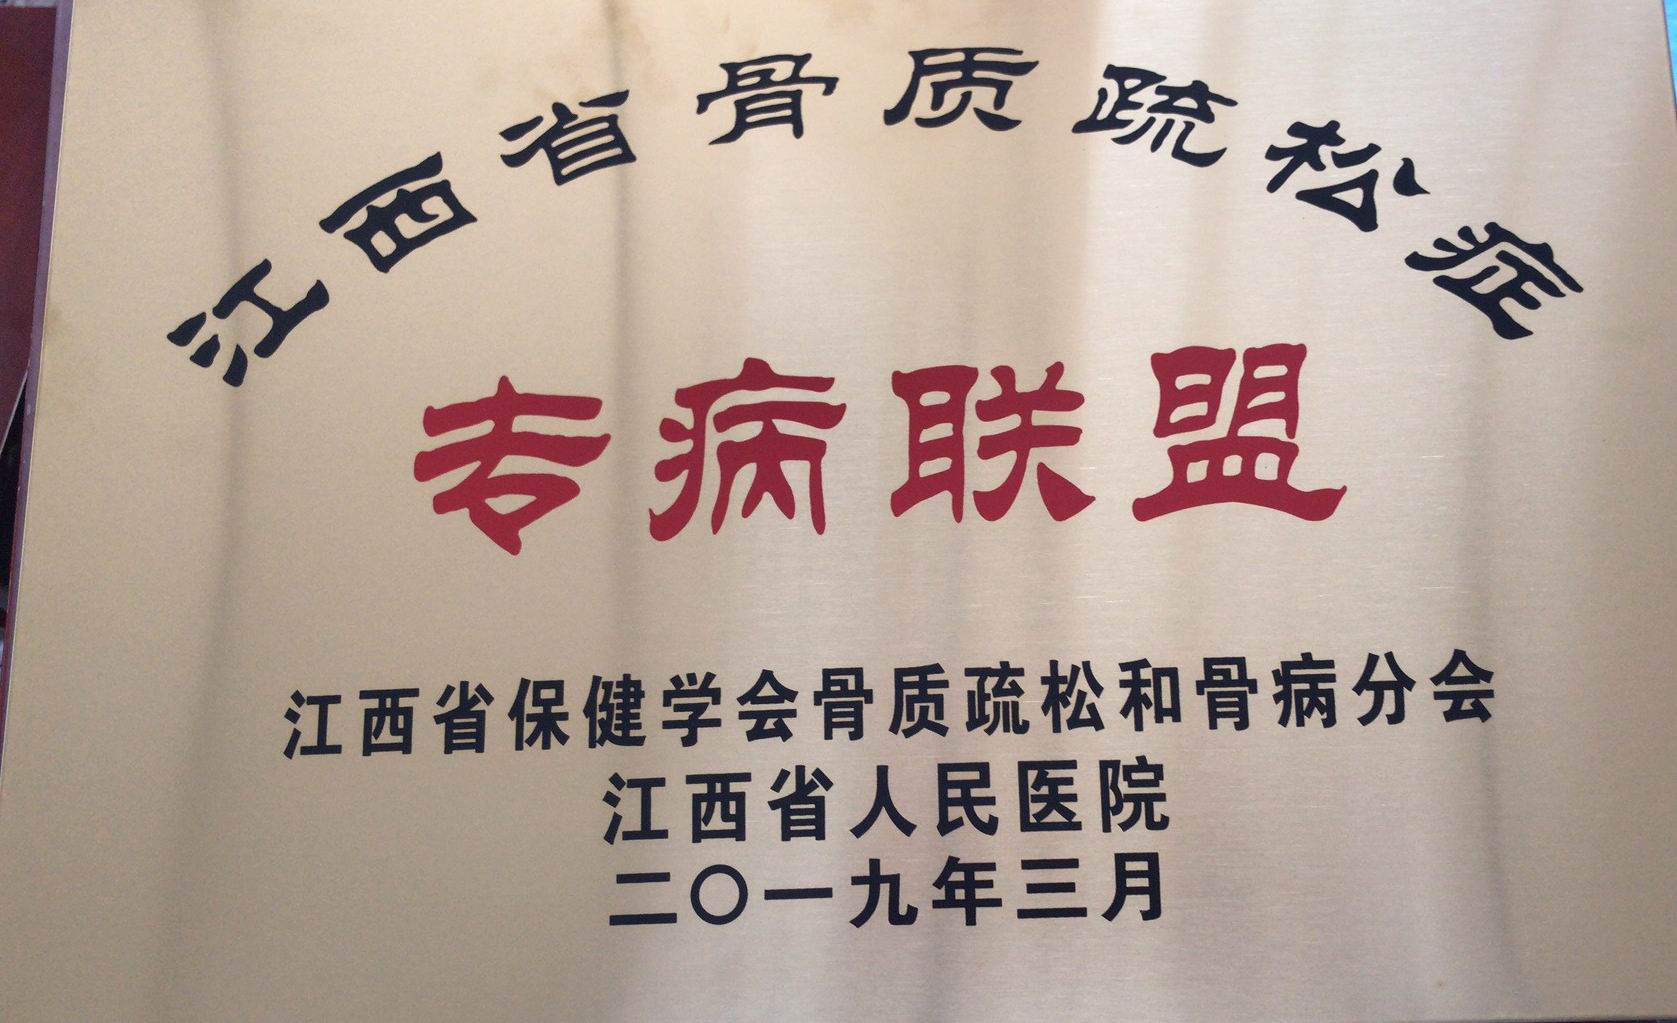 江西省骨质疏松症
专病联盟
江西省保健学会骨质疏松和骨病分会
江西省人民医院
二〇一九年三月